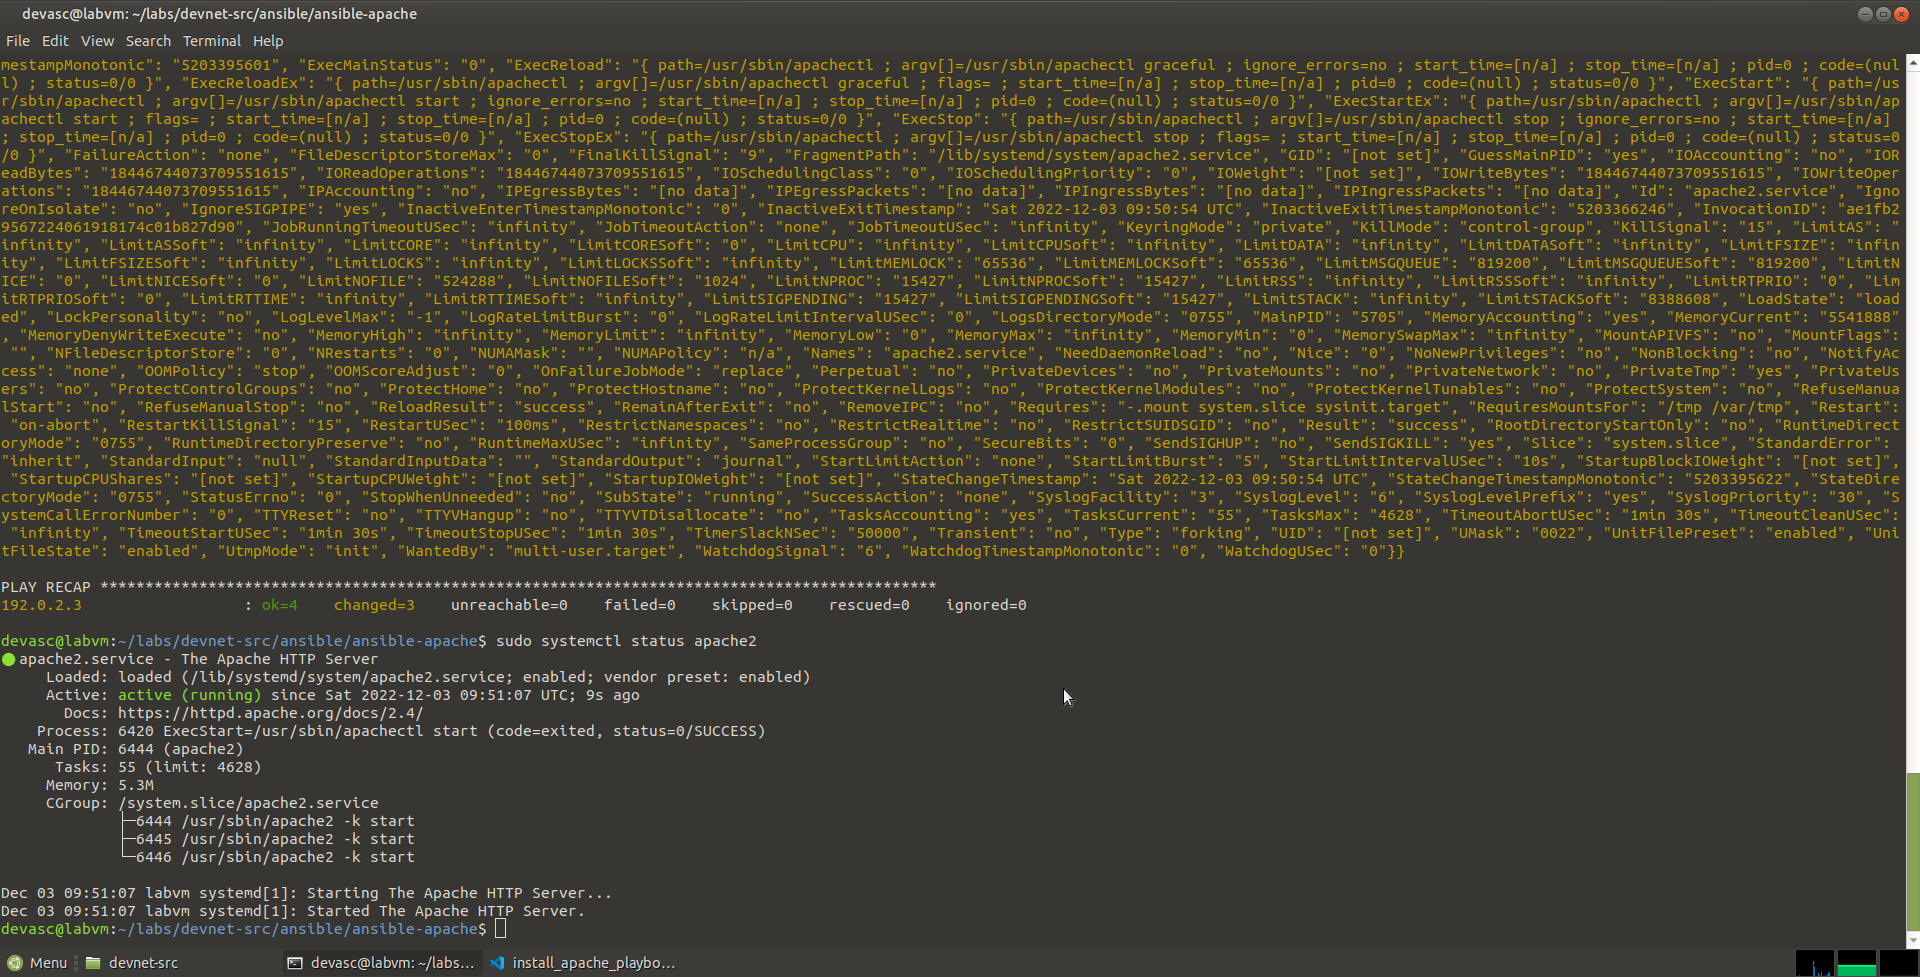 devasc@labvm: ~/labs/devnet-src/ansible/ansible-apache
File Edit View Search Terminal Help
mestampMonotonic": "5203395601", "ExecMainStatus": "0", "ExecReload": "{ path=/usr/sbin/apachectl ; argv[]=/usr/sbin/apachectl graceful ; ignore_errors=no ; start_time=[n/a] ; stop_time=[n/a] ; pid=0 ; code=(nul
l) ; status=0/0 }", "ExecReloadEx": "{ path=/usr/sbin/apachectl ; argv[]=/usr/sbin/apachectl graceful ; flags= ; start_time=[n/a] ; stop_time=[n/a] ; pid=0 ; code=(null) ; status=0/0 }", "ExecStart": "{ path=/us
r/sbin/apachectl ; argv[]=/usr/sbin/apachectl start ; ignore_errors=no ; start_time=[n/a] ; stop_time=[n/a] ; pid=0 ; code=(null) ; status=0/0 }", "ExecStartEx": "{ path=/usr/sbin/apachectl ; argv[]=/usr/sbin/ap
achectl start ; flags= ; start_time=[n/a] ; stop_time=[n/a] ; pid=0 ; code=(null) ; status=0/0 }", "ExecStop": "{ path=/usr/sbin/apachectl ; argv[]=/usr/sbin/apachectl stop ; ignore_errors=no ; start_time=[n/a]
; stop_time=[n/a] ; pid=0 ; code=(null) ; status=0/0 }", "ExecStopEx": "{ path=/usr/sbin/apachectl ; argv[]=/usr/sbin/apachectl stop ; flags= ; start_time=[n/a] ; stop_time=[n/a] ; pid=0 ; code=(null) ; status=0
/0 }", "FailureAction": "none", "FileDescriptorStoreMax": "0", "FinalKillSignal": "9", "FragmentPath": "/lib/systemd/system/apache2.service", "GID": "[not set]", "GuessMainPID": "yes", "IOAccounting": "no", "IOR
eadBytes": "18446744073709551615", "IOReadOperations": "18446744073709551615", "IOSchedulingClass": "0", "IOSchedulingPriority": "0", "IOWeight": "[not set]", "IOWriteBytes": "18446744073709551615", "IOWriteOper
ations": "18446744073709551615", "IPAccounting": "no", "IPEgressBytes": "[no data]", "IPEgressPackets": "[no data]", "IPIngressBytes": "[no data]", "IPIngressPackets": "[no data]", "Id": "apache2.service", "Igno
reOnIsolate": "no", "IgnoreSIGPIPE": "yes", "InactiveEnterTimestampMonotonic": "0", "InactiveExitTimestamp": "Sat 2022-12-03 09:50:54 UTC", "InactiveExitTimestampMonotonic": "5203366246", "InvocationID": "ae1fb2
95672240619181​74c01b827d90", "JobRunningTimeoutUSec": "infinity", "JobTimeoutAction": "none", "JobTimeoutUSec": "infinity", "KeyringMode": "private", "KillMode": "control-group", "KillSignal": "15", "LimitAS": "
infinity", "LimitASSoft": "infinity", "LimitCORE": "infinity", "LimitCORESoft": "0", "LimitCPU": "infinity", "LimitCPUSoft": "infinity", "LimitDATA": "infinity", "LimitDATASoft": "infinity", "LimitFSIZE": "infin
ity", "LimitFSIZESoft": "infinity", "LimitLOCKS": "infinity", "LimitLOCKSSoft": "infinity", "LimitMEMLOCK": "65536", "LimitMEMLOCKSoft": "65536", "LimitMSGQUEUE": "819200", "LimitMSGQUEUESoft": "819200", "LimitN
ICE": "0", "LimitNICESoft": "0", "LimitNOFILE": "524288", "LimitNOFILESoft": "1024", "LimitNPROC": "15427", "LimitNPROCSoft": "15427", "LimitRSS": "infinity", "LimitRSSSoft": "infinity", "LimitRTPRIO": "0", "Lim
itRTPRIOSoft": "0", "LimitRTTIME": "infinity", "LimitRTTIMESoft": "infinity", "LimitSIGPENDING": "15427", "LimitSIGPENDINGSoft": "15427", "LimitSTACK": "infinity", "LimitSTACKSoft": "8388608", "LoadState": "load
ed", "LockPersonality": "no", "LogLevelMax": "-1", "LogRateLimitBurst": "0", "LogRateLimitIntervalUSec": "0", "LogsDirectoryMode": "0755", "MainPID": "5705", "MemoryAccounting": "yes", "MemoryCurrent": "5541888"
, "MemoryDenyWriteExecute": "no", "MemoryHigh": "infinity", "MemoryLimit": "infinity", "MemoryLow": "0", "MemoryMax": "infinity", "MemoryMin": "0", "MemorySwapMax": "infinity", "MountAPIVFS": "no", "MountFlags":
"", "NFileDescriptorStore": "0", "NRestarts": "0", "NUMAMask": "", "NUMAPolicy": "n/a", "Names": "apache2.service", "NeedDaemonReload": "no", "Nice": "0", "NoNewPrivileges": "no", "NonBlocking": "no", "NotifyAc
cess": "none", "OOMPolicy": "stop", "OOMScoreAdjust": "0", "OnFailureJobMode": "replace", "Perpetual": "no", "PrivateDevices": "no", "PrivateMounts": "no", "PrivateNetwork": "no", "PrivateTmp": "yes", "PrivateUs
ers": "no", "ProtectControlGroups": "no", "ProtectHome": "no", "ProtectHostname": "no", "ProtectKernelLogs": "no", "ProtectKernelModules": "no", "ProtectKernelTunables": "no", "ProtectSystem": "no", "RefuseManua
lStart": "no", "RefuseManualStop": "no", "ReloadResult": "success", "RemainAfterExit": "no", "RemoveIPC": "no", "Requires": "-.mount system.slice sysinit.target", "RequiresMountsFor": "/tmp /var/tmp", "Restart":
"on-abort", "RestartKillSignal": "15", "RestartUSec": "100ms", "RestrictNamespaces": "no", "RestrictRealtime": "no", "RestrictSUIDSGID": "no", "Result": "success", "RootDirectoryStartOnly": "no", "RuntimeDirect
oryMode": "0755", "RuntimeDirectoryPreserve": "no", "RuntimeMaxUSec": "infinity", "SameProcessGroup": "no", "SecureBits": "0", "SendSIGHUP": "no", "SendSIGKILL": "yes", "Slice": "system.slice", "StandardError":
"inherit", "StandardInput": "null", "StandardInputData": "", "StandardOutput": "journal", "StartLimitAction": "none", "StartLimitBurst": "5", "StartLimitIntervalUSec": "10s", "StartupBlockIOWeight": "[not set]",
"StartupCPUShares": "[not set]", "StartupCPUWeight": "[not set]", "StartupIOWeight": "[not set]", "StateChangeTimestamp": "Sat 2022-12-03 09:50:54 UTC", "StateChangeTimestampMonotonic": "5203395622", "StateDire
ctoryMode": "0755", "StatusErrno": "0", "StopWhenUnneeded": "no", "SubState": "running", "SuccessAction": "none", "SyslogFacility": "3", "SyslogLevel": "6", "SyslogLevelPrefix": "yes", "SyslogPriority": "30", "S
ystemCallErrorNumber": "0", "TTYReset": "no", "TTYVHangup": "no", "TTYVTDisallocate": "no", "TasksAccounting": "yes", "TasksCurrent": "55", "TasksMax": "4628", "TimeoutAbortUSec": "1min 30s", "TimeoutCleanUSec":
"infinity", "TimeoutStartUSec": "1min 30s", "TimeoutStopUSec": "1min 30s", "TimerSlackNSec": "50000", "Transient": "no", "Type": "forking", "UID": "[not set]", "UMask": "0022", "UnitFilePreset": "enabled", "Uni
tFileState": "enabled", "UtmpMode": "init", "WantedBy": "multi-user.target", "WatchdogSignal": "6", "WatchdogTimestampMonotonic": "0", "WatchdogUSec": "0"}}
PLAY RECAP *********************************************************************************************
192.0.2.3 : ok=4 changed=3 unreachable=0 failed=0 skipped=0 rescued=0 ignored=0
devasc@labvm:~/labs/devnet-src/ansible/ansible-apache$ sudo systemctl status apache2
apache2.service - The Apache HTTP Server
Loaded: loaded (/lib/systemd/system/apache2.service; enabled; vendor preset: enabled)
Active: active (running) since Sat 2022-12-03 09:51:07 UTC; 9s ago
Docs: https://httpd.apache.org/docs/2.4/
Process: 6420 ExecStart=/usr/sbin/apachectl start (code=exited, status=0/SUCCESS)
Main PID: 6444 (apache2)
Tasks: 55 (limit: 4628)
Memory: 5.3M
CGroup: /system.slice/apache2.service
├─6444 /usr/sbin/apache2 -k start
├─6445 /usr/sbin/apache2 -k start
└─6446 /usr/sbin/apache2 -k start
Dec 03 09:51:07 labvm systemd[1]: Starting The Apache HTTP Server...
Dec 03 09:51:07 labvm systemd[1]: Started The Apache HTTP Server.
devasc@labvm:~/labs/devnet-src/ansible/ansible-apache$
Menu devnet-src devasc@labvm: ~/labs... install_apache_playbo...